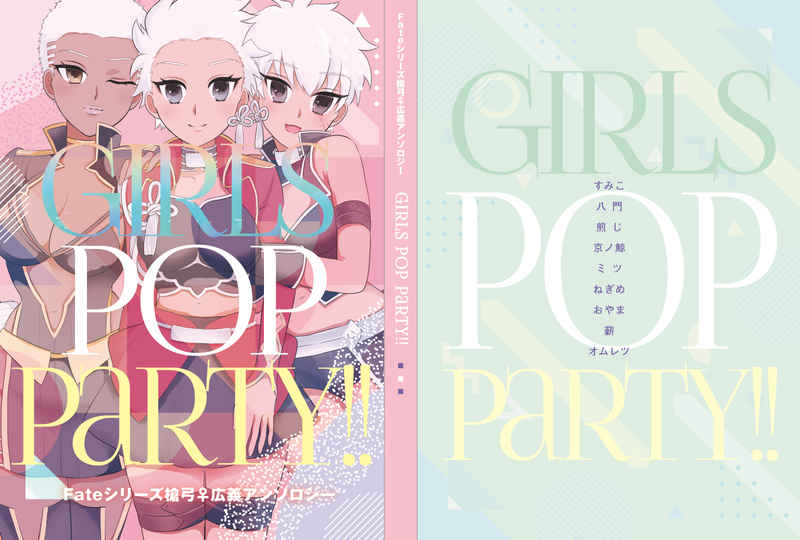 GIRLS
POP
PaRTY!!
Fateシリーズ槍弓♀広義アンソロジー
Fateシリーズ槍弓♀広義アンソロジー
GIRLS POP PaRTY!!
GIRLS
POP
PaRTY!!
すみこ
八門
煎じ
京ノ鯨
ミツ
ねぎめ
おやま
薪
オムレツ